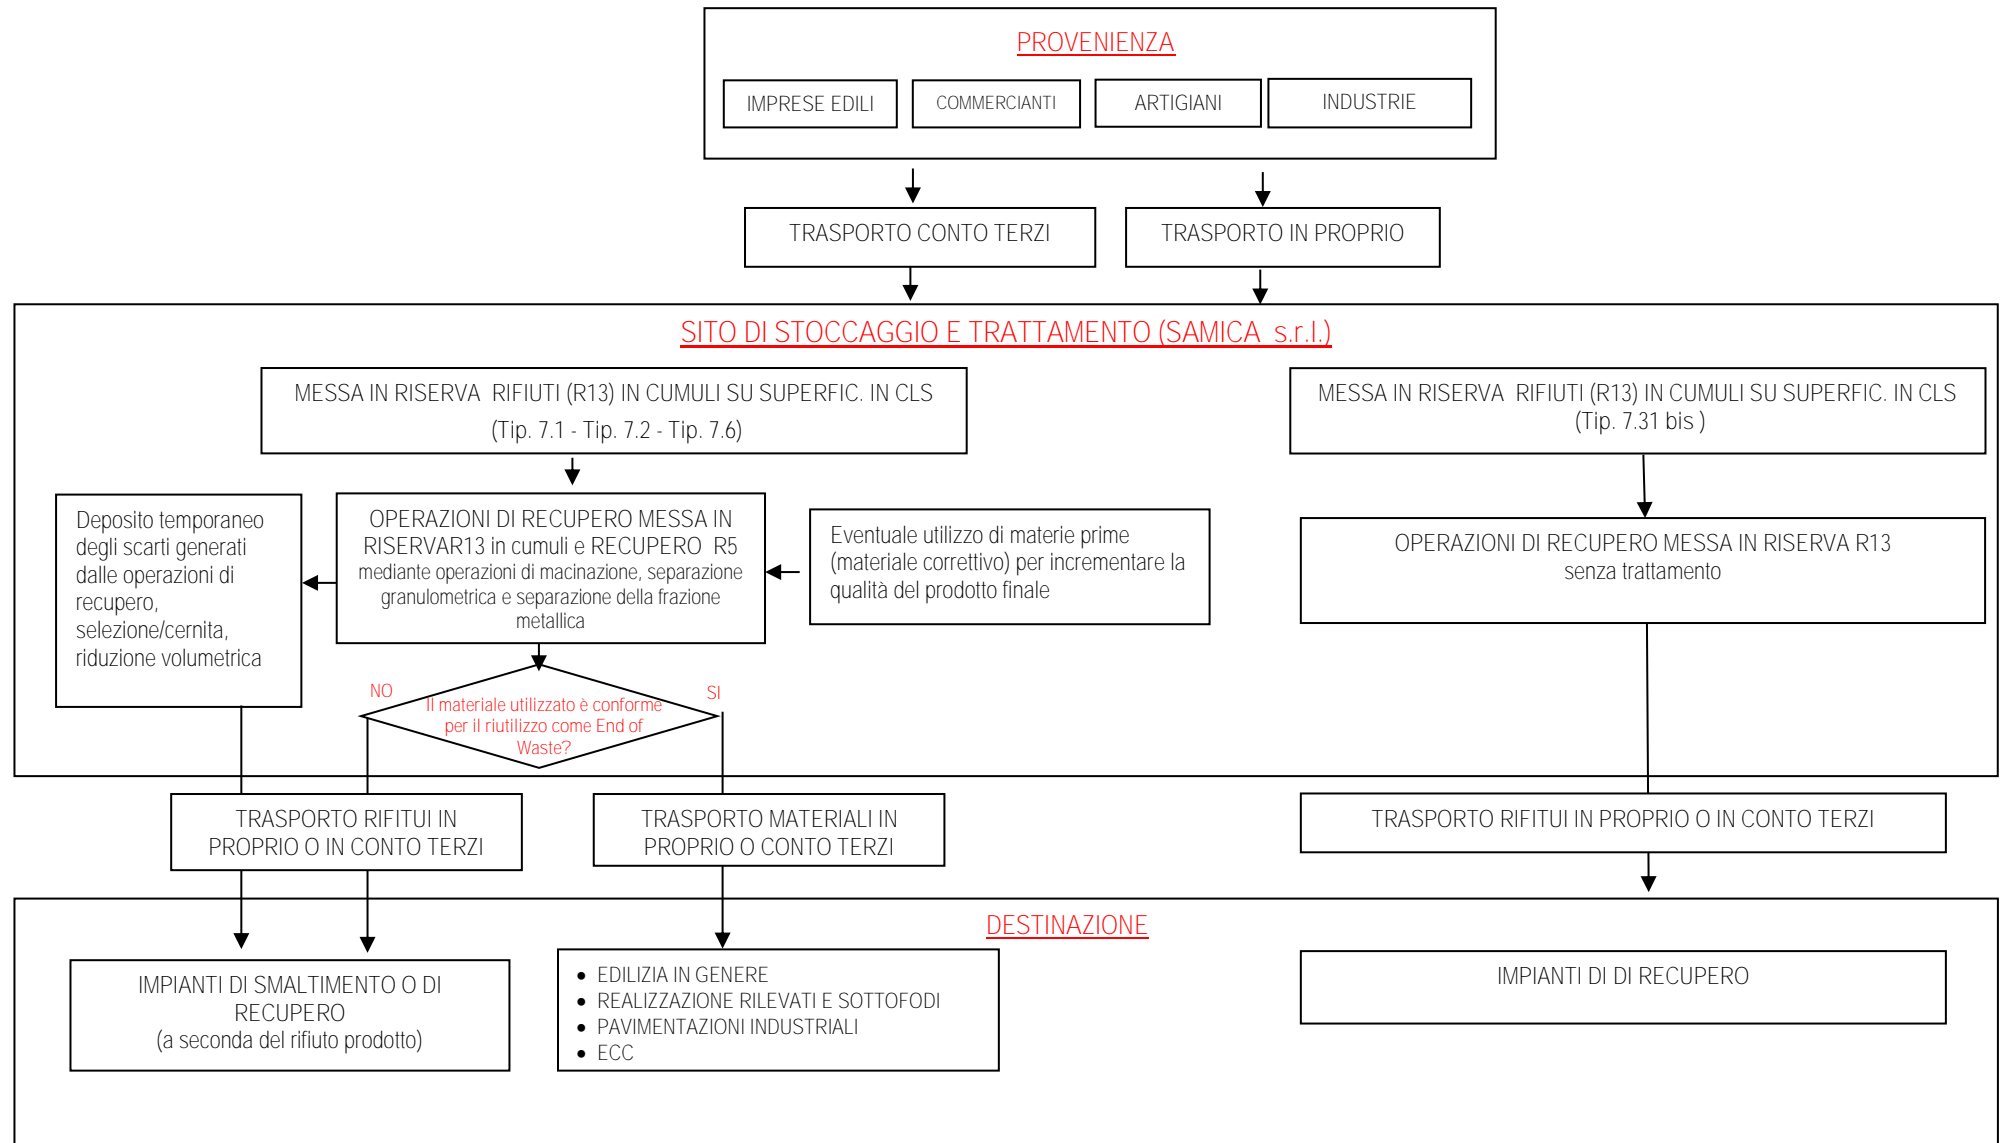 PROVENIENZA
IMPRESE EDILI
COMMERCIANTI
ARTIGIANI
INDUSTRIE
TRASPORTO CONTO TERZI
TRASPORTO IN PROPRIO
SITO DI STOCCAGGIO E TRATTAMENTO (SAMICA s.r.l.)
MESSA IN RISERVA RIFIUTI (R13) IN CUMULI SU SUPERFIC. IN CLS
(Tip. 7.1 - Tip. 7.2 - Tip. 7.6)
MESSA IN RISERVA RIFIUTI (R13) IN CUMULI SU SUPERFIC. IN CLS
(Tip. 7.31 bis )
Deposito temporaneo
degli scarti generati
dalle operazioni di
recupero,
selezione/cernita,
riduzione volumetrica
OPERAZIONI DI RECUPERO MESSA IN
RISERVAR13 in cumuli e RECUPERO R5
mediante operazioni di macinazione, separazione
granulometrica e separazione della frazione
metallica
Eventuale utilizzo di materie prime
(materiale correttivo) per incrementare la
qualità del prodotto finale
OPERAZIONI DI RECUPERO MESSA IN RISERVA R13
senza trattamento
NO
SI
Il materiale utilizzato è conforme
per il riutilizzo come End of
Waste?
TRASPORTO RIFITUI IN
PROPRIO O IN CONTO TERZI
TRASPORTO MATERIALI IN
PROPRIO O CONTO TERZI
TRASPORTO RIFITUI IN PROPRIO O IN CONTO TERZI
DESTINAZIONE
IMPIANTI DI SMALTIMENTO O DI
RECUPERO
(a seconda del rifiuto prodotto)
• EDILIZIA IN GENERE
• REALIZZAZIONE RILEVATI E SOTTOFODI
• PAVIMENTAZIONI INDUSTRIALI
• ECC
IMPIANTI DI DI RECUPERO